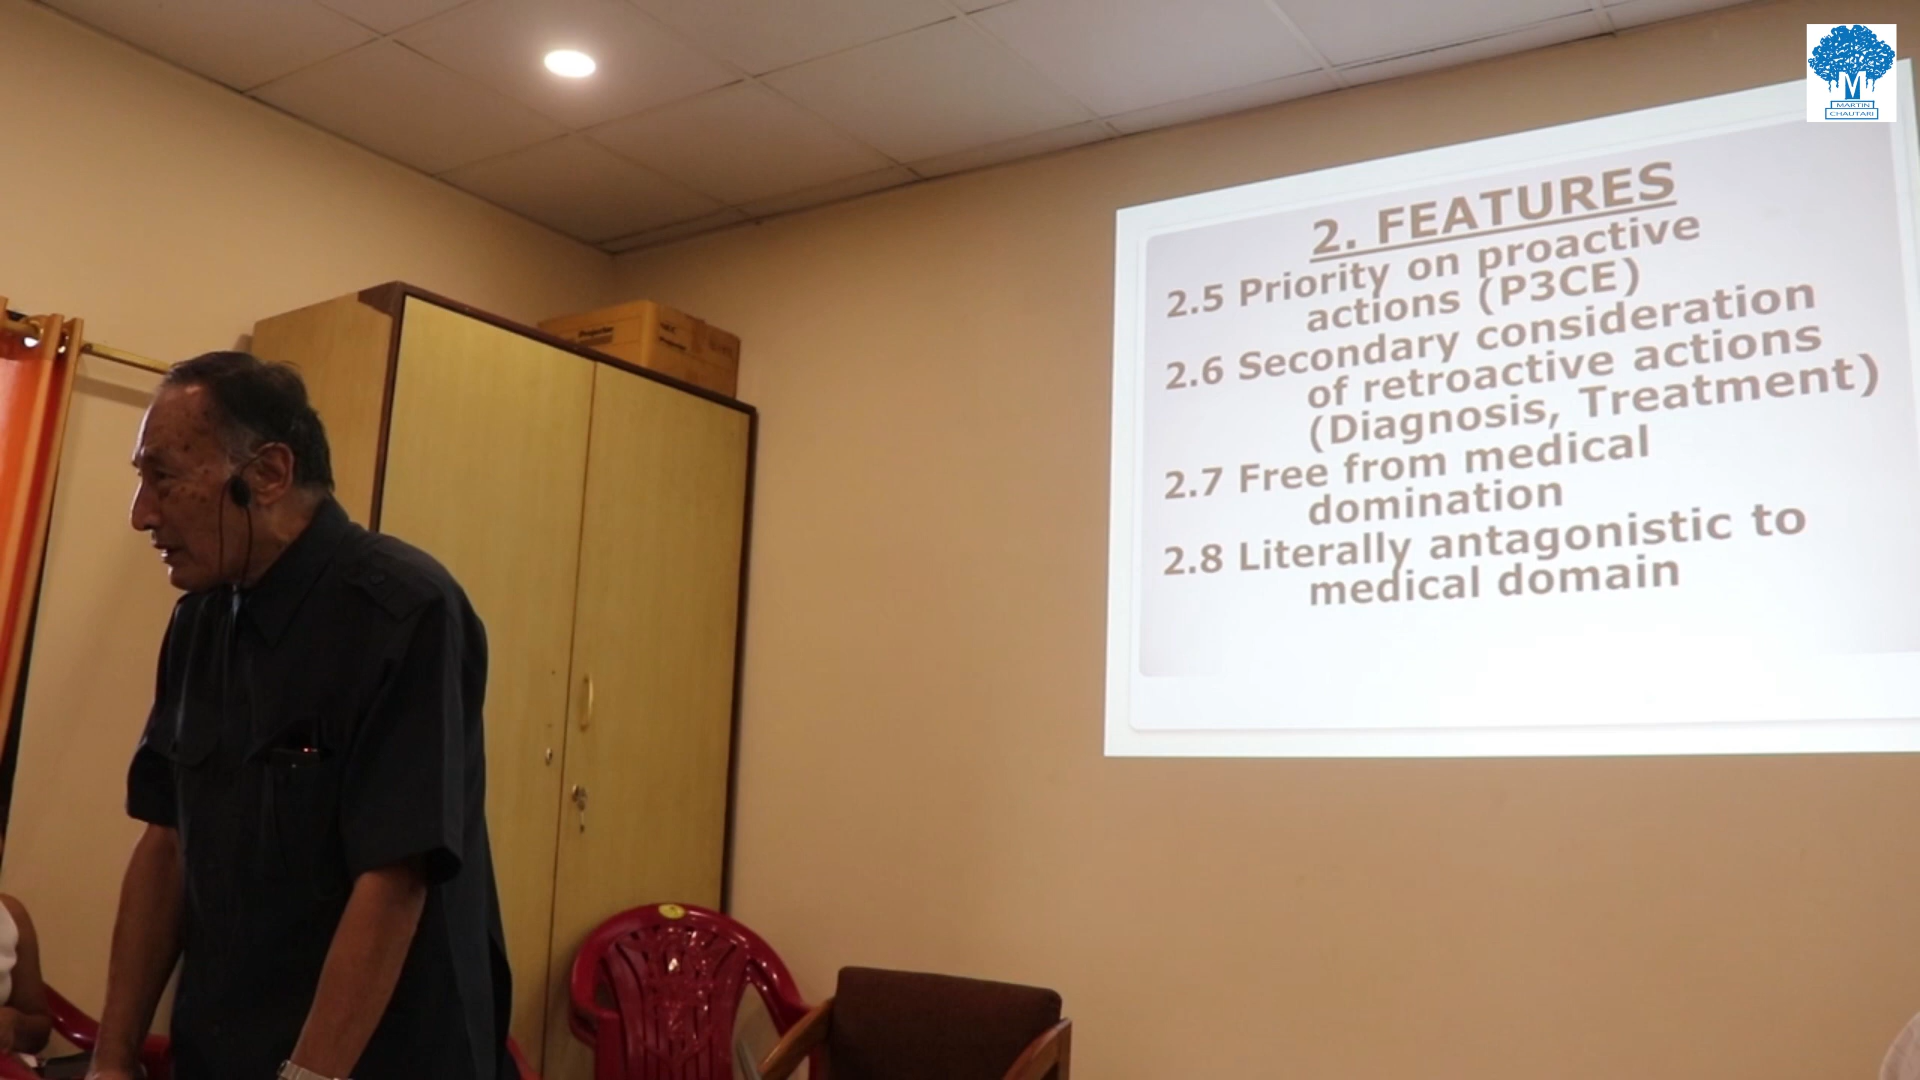 M
MARTIN
CHAUTARI
2. FEATURES
2.5 Priority on proactive
actions (P3CE)
2.6 Secondary consideration
of retroactive actions
(Diagnosis, Treatment)
2.7 Free from medical
domination
2.8 Literally antagonistic to
medical domain